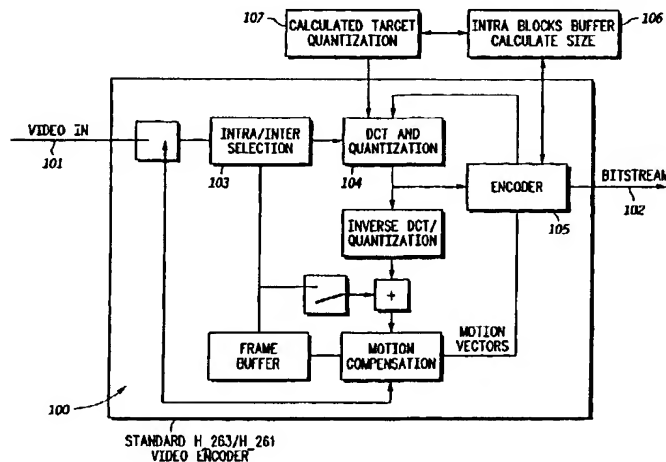 107
CALCULATED TARGET
QUANTIZATION
INTRA BLOCKS BUFFER
CALCULATE SIZE
106
VIDEO IN
101
INTRA/INTER
SELECTION
103
DCT AND
QUANTIZATION
104
ENCODER
105
BITSTREAM
102
INVERSE DCT/
QUANTIZATION
+
FRAME
BUFFER
MOTION
COMPENSATION
MOTION
VECTORS
100
STANDARD H_263/H_261
VIDEO ENCODER